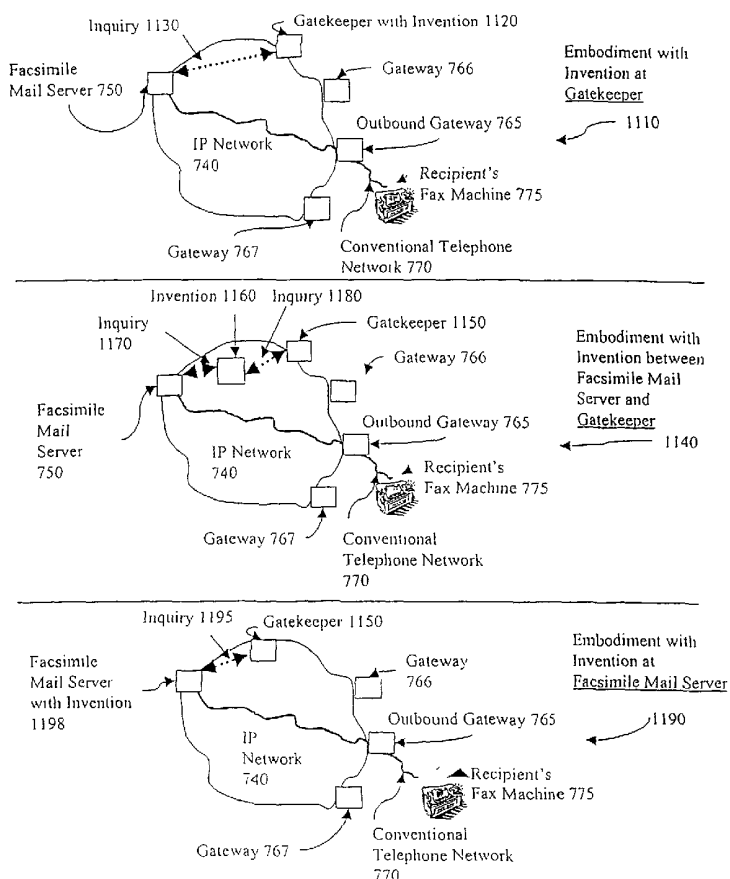 Inquiry 1130
Gatekeeper with Invention 1120
Facsimile
Mail Server 750
Gateway 766
Embodiment with
Invention at
Gatekeeper
1110
IP Network
740
Outbound Gateway 765
Recipient's
Fax Machine 775
Gateway 767
Conventional Telephone
Network 770
Invention 1160
Inquiry 1180
Inquiry
1170
Gatekeeper 1150
Gateway 766
Embodiment with
Invention between
Facsimile Mail
Server and
Gatekeeper
1140
Facsimile
Mail
Server
750
IP Network
740
Outbound Gateway 765
Recipient's
Fax Machine 775
Gateway 767
Conventional
Telephone Network
770
Inquiry 1195
Gatekeeper 1150
Facsimile
Mail Server
with Invention
1198
Gateway
766
Embodiment with
Invention at
Facsimile Mail Server
1190
IP
Network
740
Outbound Gateway 765
Recipient's
Fax Machine 775
Gateway 767
Conventional
Telephone Network
770